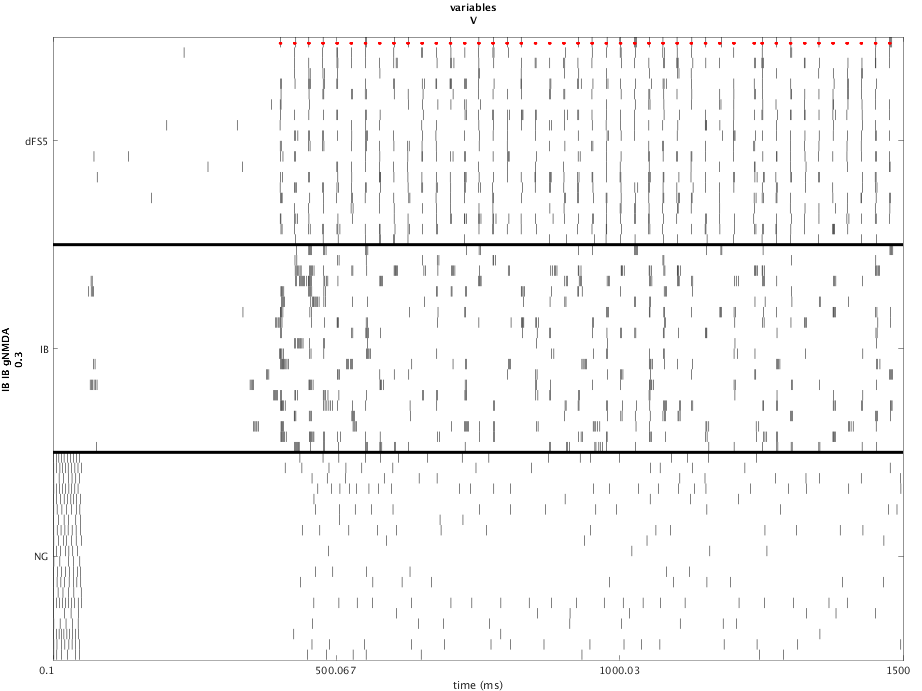 variables
V
dFS5
IB
NG
IB IB gNMDA
0.3
0.1
500.067
1000.03
1500
time (ms)